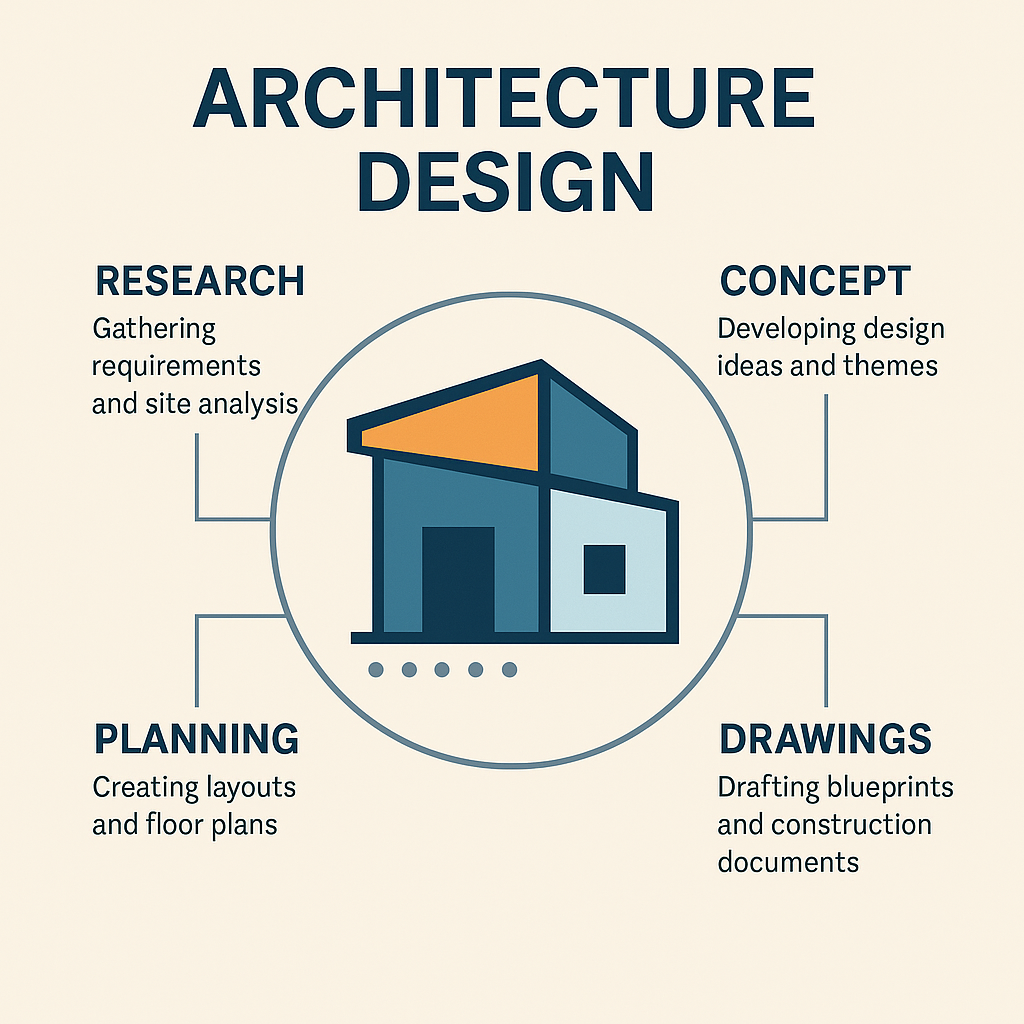 ARCHITECTURE
DESIGN
RESEARCH
Gathering
requirements
and site analysis
CONCEPT
Developing design
ideas and themes
PLANNING
Creating layouts
and floor plans
DRAWINGS
Drafting blueprints
and construction
documents